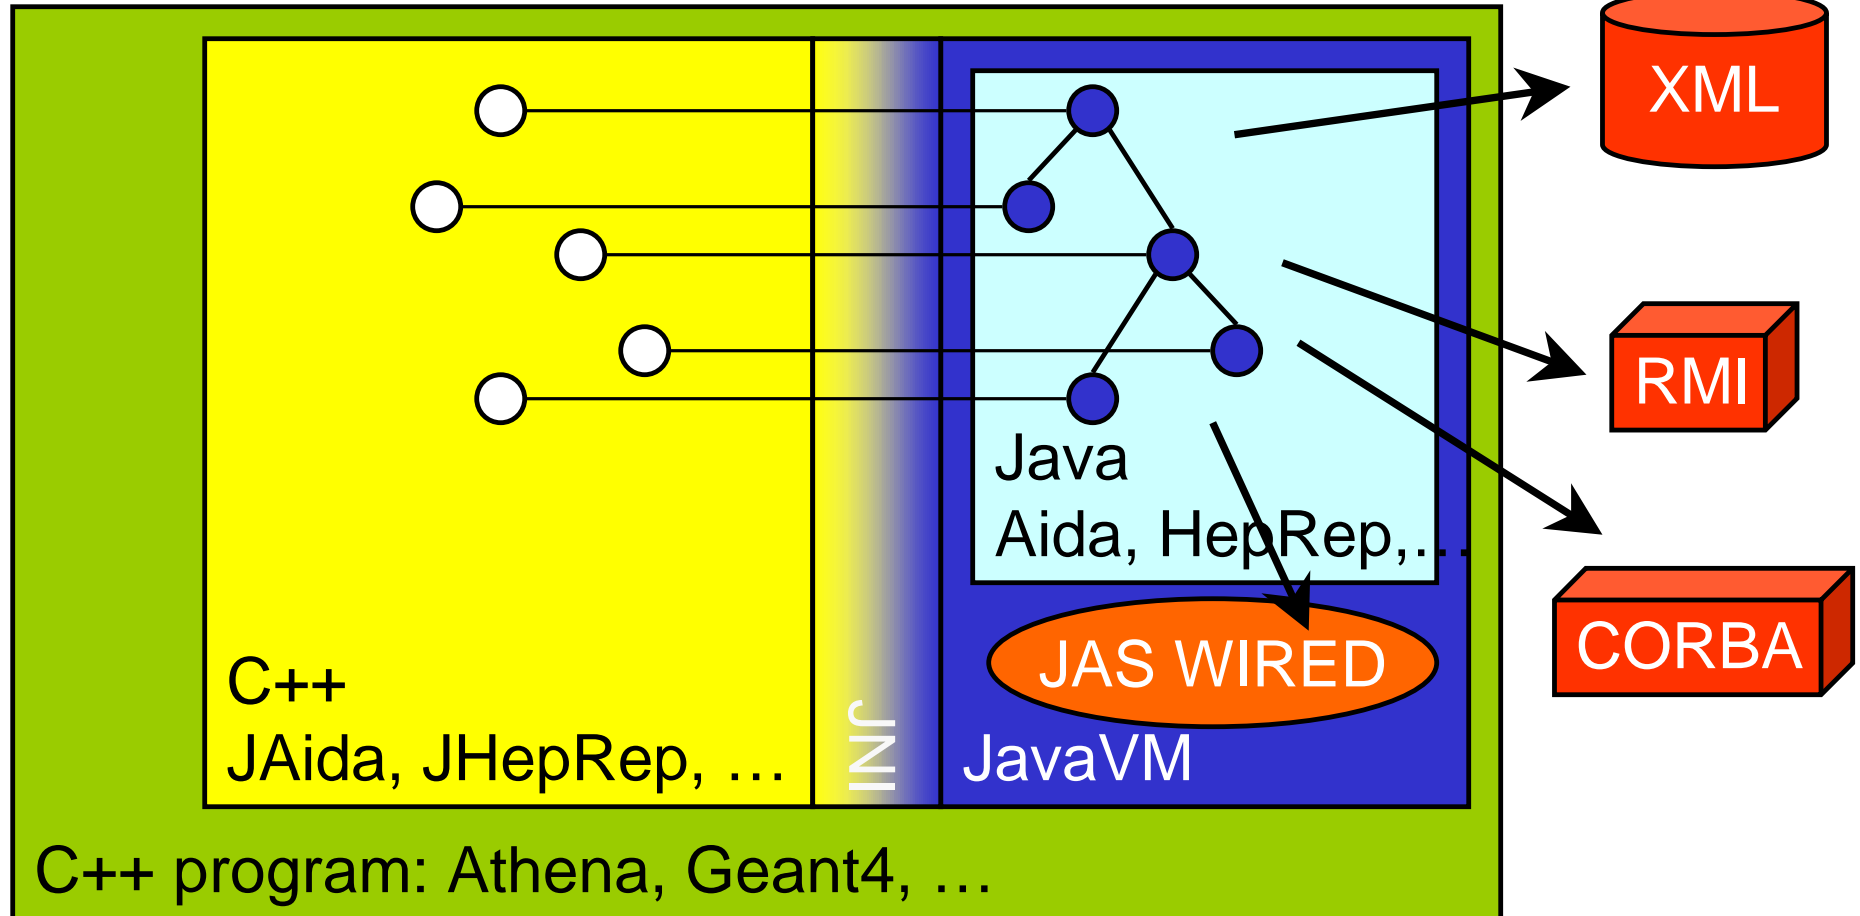 XML
RMI
Java
Aida, HepRep,…
CORBA
JAS WIRED
C++
JAida, JHepRep, …
JNI
JavaVM
C++ program: Athena, Geant4, …